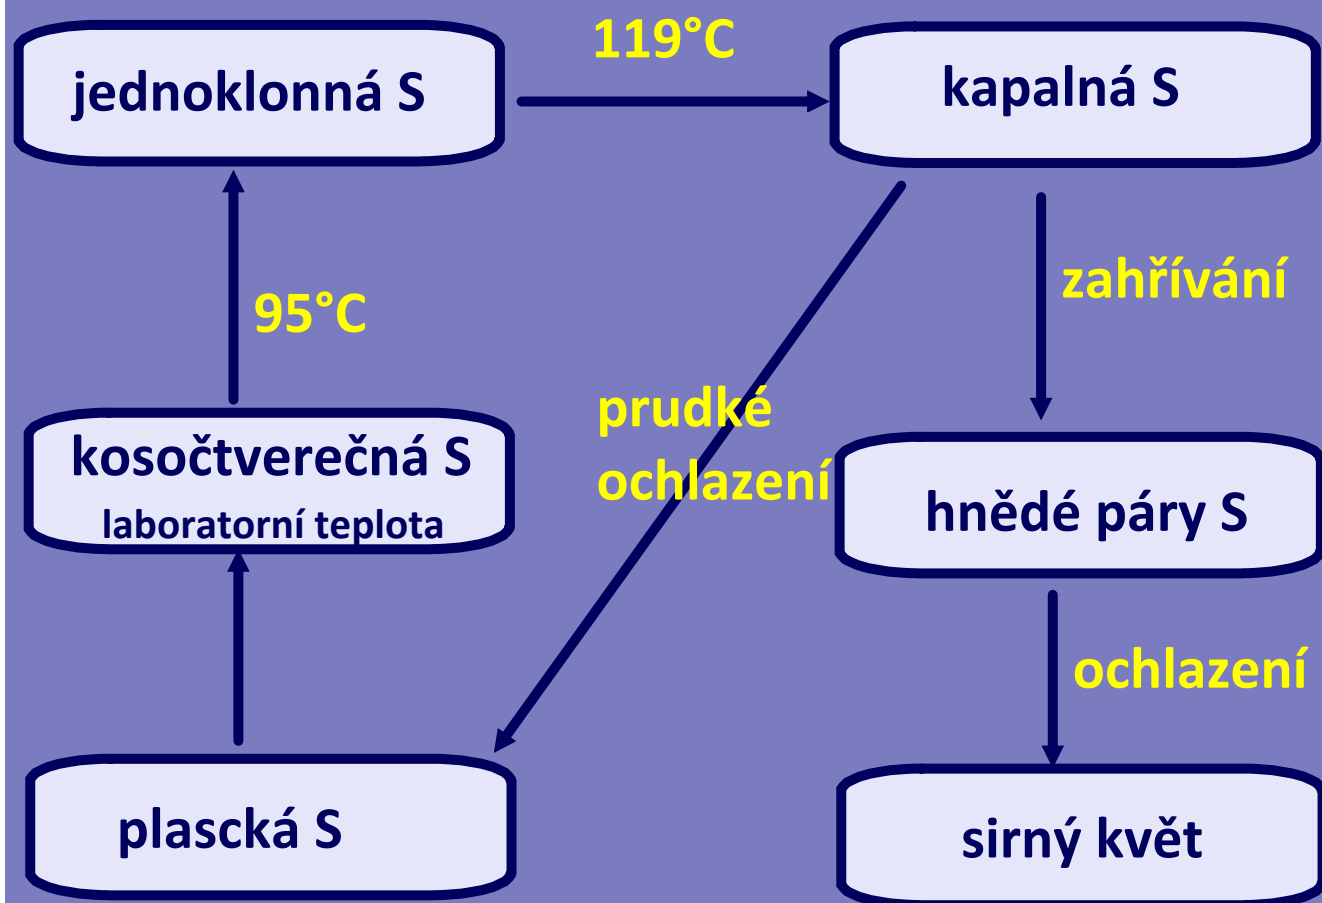 119°C
jednoklonná S
kapalná S
zahřívání
95°C
prudké
ochlazení
kosočtverečná S
laboratorní teplota
hnědé páry S
ochlazení
plascká S
sirný květ